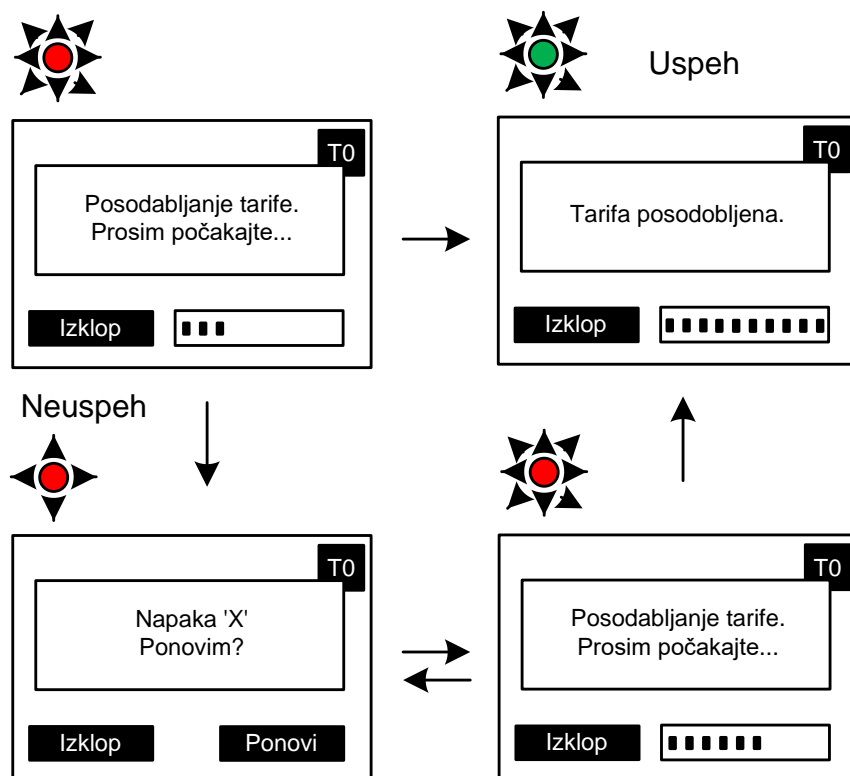 Uspeh
T0
Posodabljanje tarife.
Prosim počakajte...
Izklop
T0
Tarifa posodobljena.
Izklop
Neuspeh
T0
Napaka 'X'
Ponovim?
Izklop
Ponovi
T0
Posodabljanje tarife.
Prosim počakajte...
Izklop